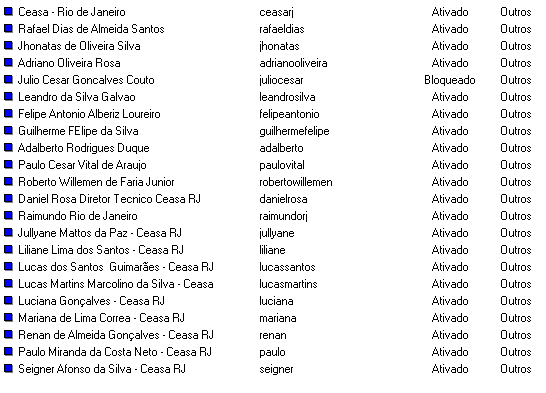 Ceasa - Rio de Janeiro ceasarj Ativado Outros
Rafael Dias de Almeida Santos rafaeldias Ativado Outros
Jhonatas de Oliveira Silva jhonatas Ativado Outros
Adriano Oliveira Rosa adrianooliveira Ativado Outros
Julio Cesar Goncalves Couto juliocesar Bloqueado Outros
Leandro da Silva Galvao leandrosilva Ativado Outros
Felipe Antonio Alberiz Loureiro felipeantonio Ativado Outros
Guilherme FElipe da Silva guilhermefelipe Ativado Outros
Adalberto Rodrigues Duque adalberto Ativado Outros
Paulo Cesar Vital de Araujo paulovital Ativado Outros
Roberto Willemen de Faria Junior robertowillemen Ativado Outros
Daniel Rosa Diretor Tecnico Ceasa RJ danielrosa Ativado Outros
Raimundo Rio de Janeiro raimundorj Ativado Outros
Jullyane Mattos da Paz - Ceasa RJ jullyane Ativado Outros
Liliane Lima dos Santos - Ceasa RJ liliane Ativado Outros
Lucas dos Santos  Guimarães - Ceasa RJ lucassantos Ativado Outros
Lucas Martins Marcolino da Silva - Ceasa lucasmartins Ativado Outros
Luciana Gonçalves - Ceasa RJ luciana Ativado Outros
Mariana de Lima Correa - Ceasa RJ mariana Ativado Outros
Renan de Almeida Gonçalves - Ceasa RJ renan Ativado Outros
Paulo Miranda da Costa Neto - Ceasa RJ paulo Ativado Outros
Seigner Afonso da Silva - Ceasa RJ seigner Ativado Outros